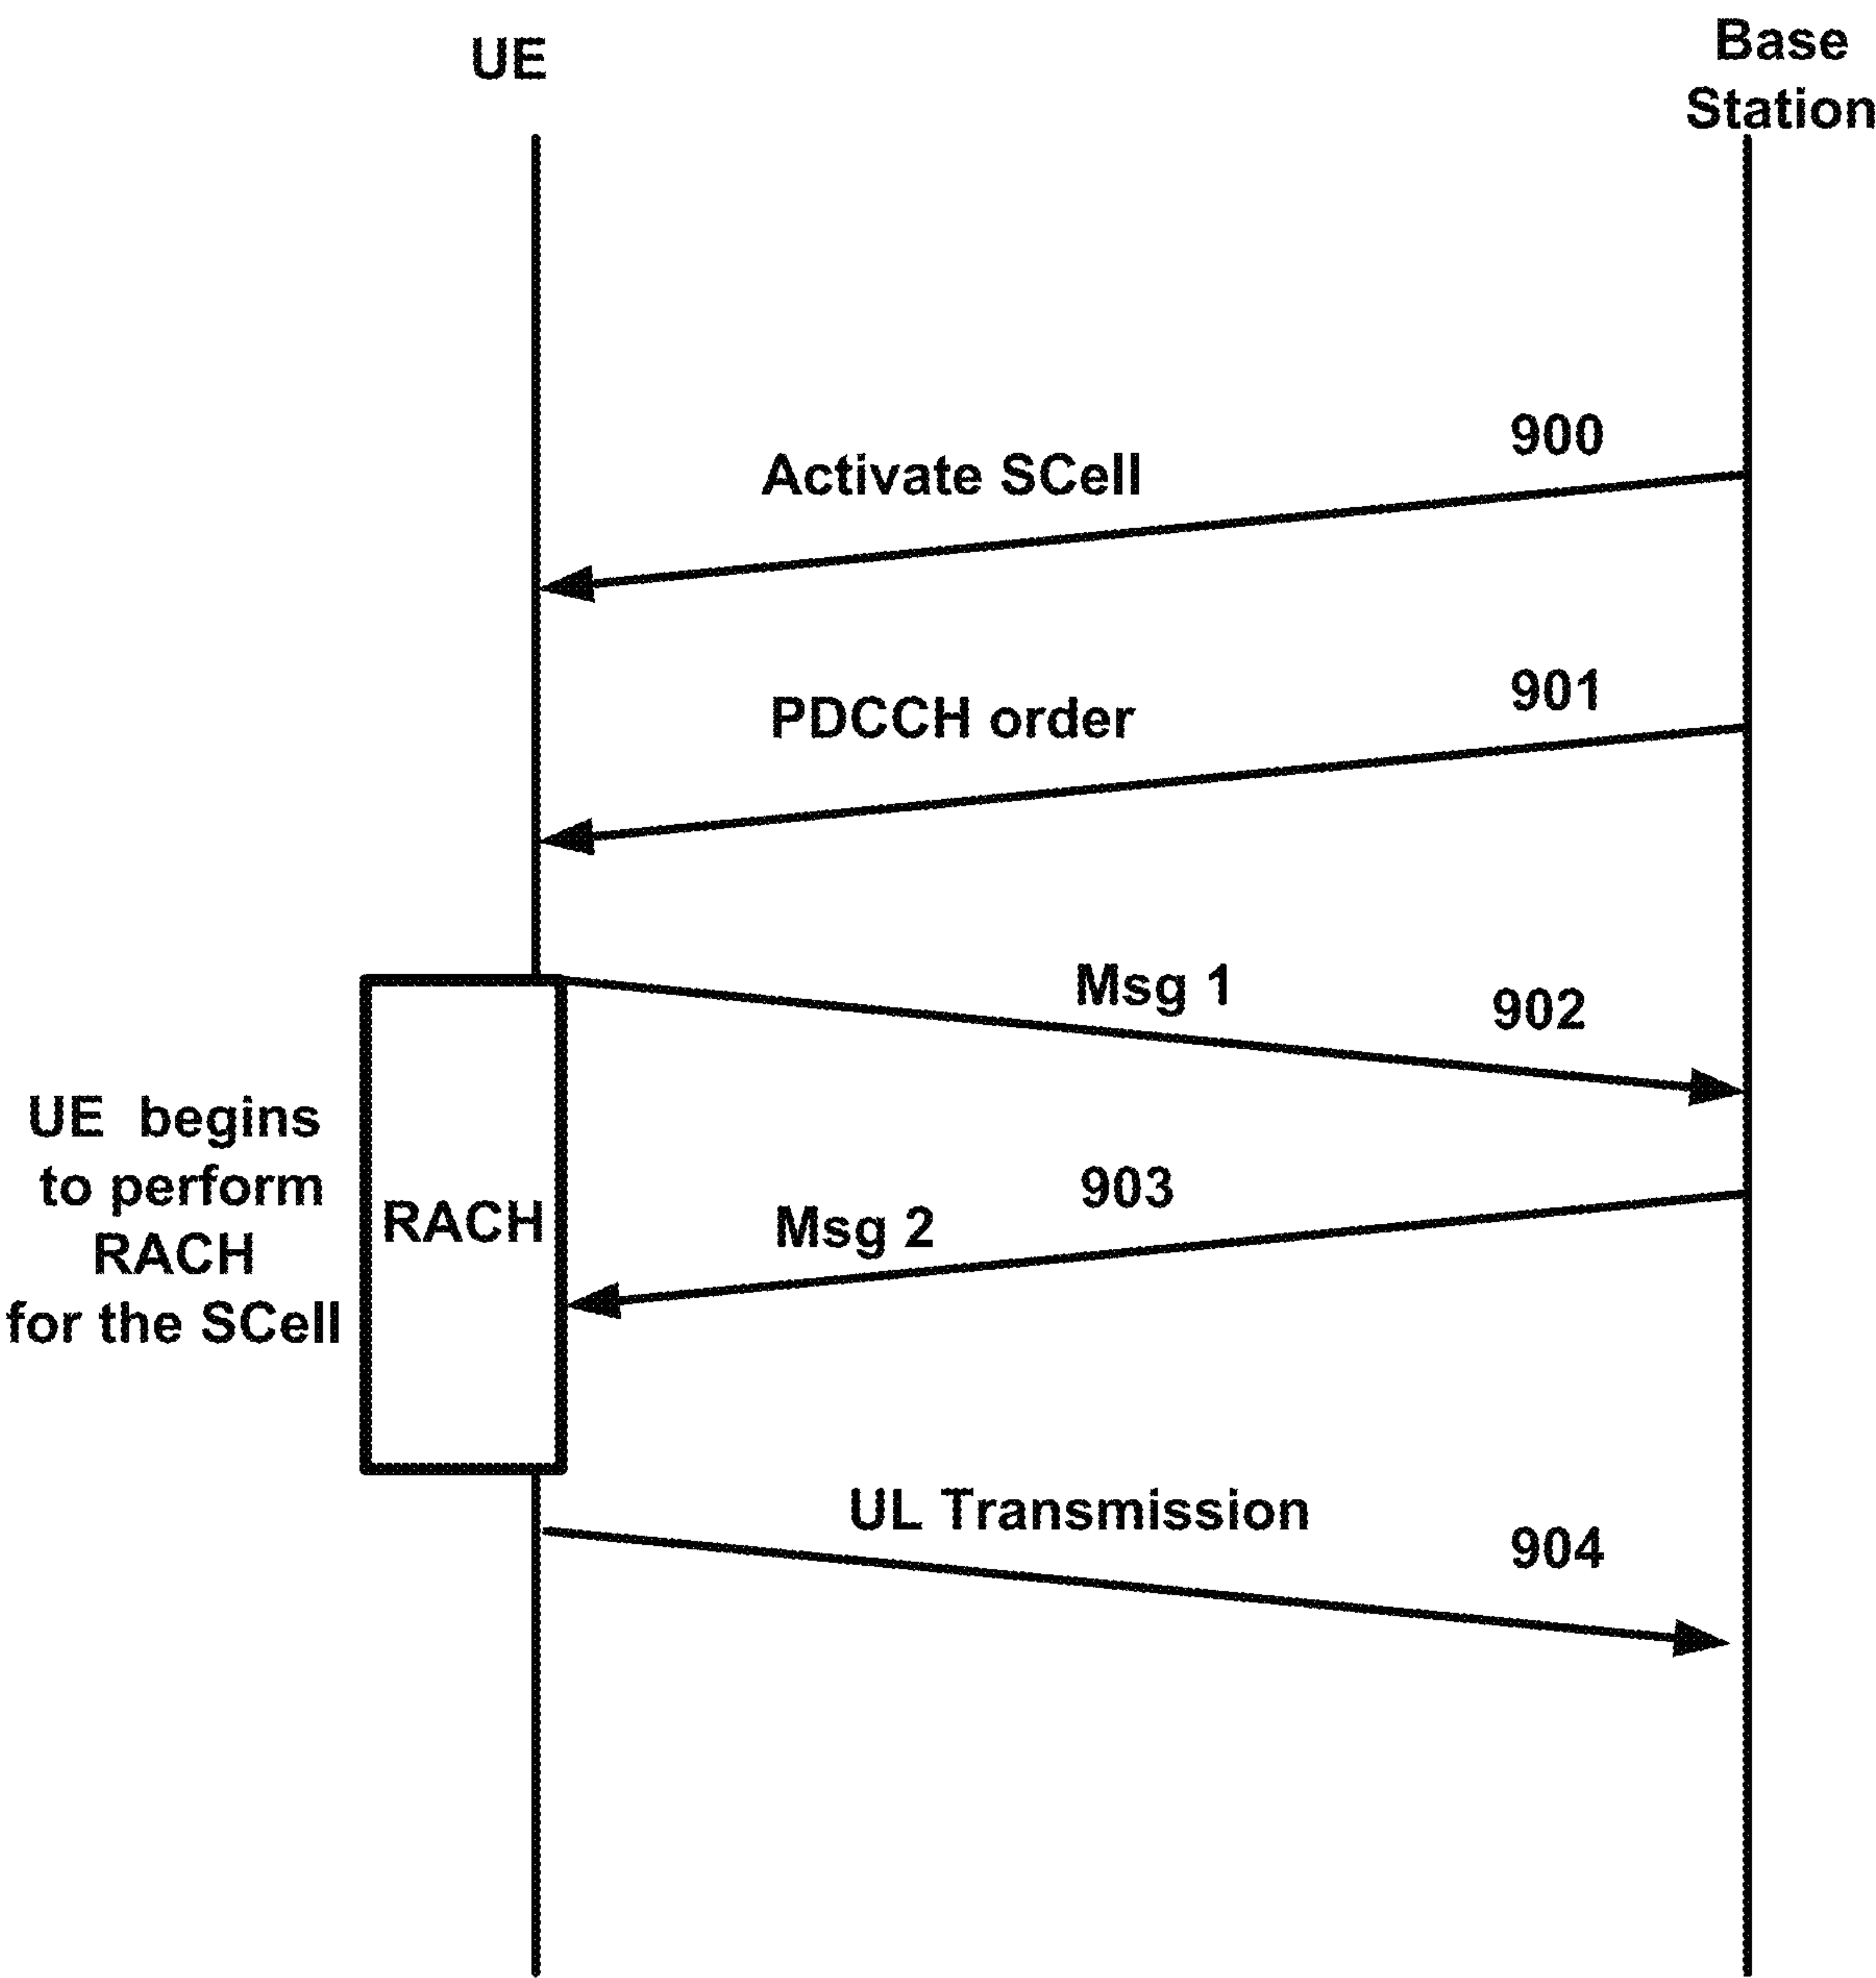 UE
Base
Station
900
Activate SCell
901
PDCCH order
Msg 1
902
UE begins
to perform
RACH
for the SCell
RACH
903
Msg 2
UL Transmission
904